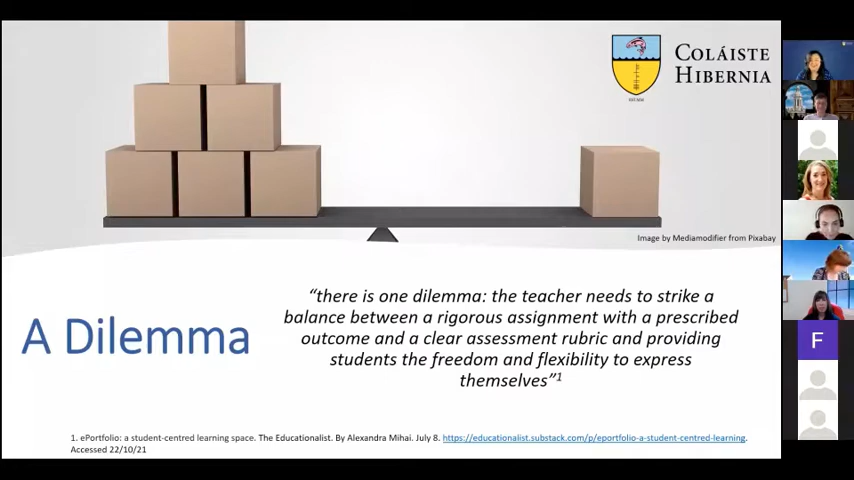 COLÁISTE
HIBERNIA
Image by Mediamodifier from Pixabay
A Dilemma
“there is one dilemma: the teacher needs to strike a
balance between a rigorous assignment with a prescribed
outcome and a clear assessment rubric and providing
students the freedom and flexibility to express
themselves”1
1. ePortfolio: a student-centred learning space. The Educationalist. By Alexandra Mihai. July 8. https://educationalist.substack.com/p/eportfolio-a-student-centred-learning.
Accessed 22/10/21
F